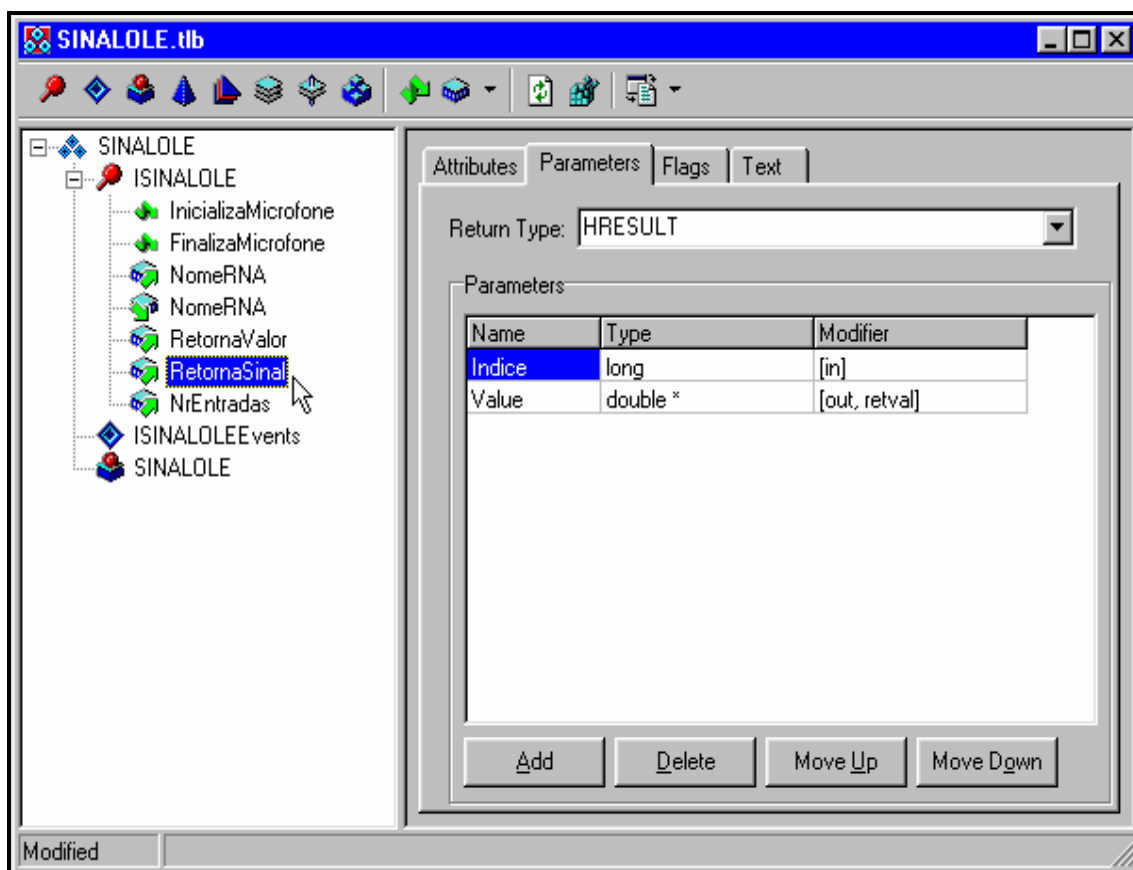 SINALOLE.tlb
SINALOLE
ISINALOLE
InicializaMicrofone
FinalizaMicrofone
NomeRNA
NomeRNA
RetornaValor
RetornaSinal
NrEntradas
ISINALOLEEvents
SINALOLE
Attributes Parameters Flags Text
Return Type: HRESULT
Parameters
Name Type Modifier
Indice long [in]
Value double * [out, retval]
Add Delete Move Up Move Down
Modified